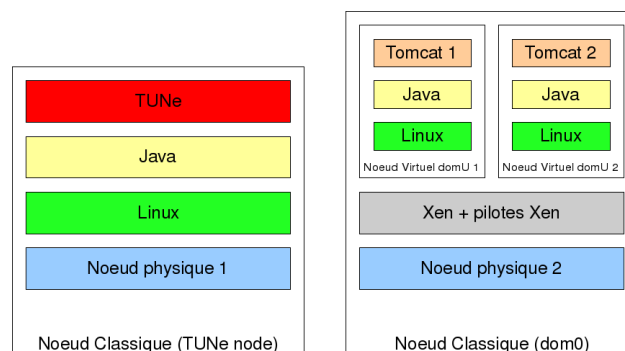 TUNe
Java
Linux
Noeud physique 1
Noeud Classique (TUNe node)
Tomcat 1
Java
Linux
Noeud Virtuel domU 1
Tomcat 2
Java
Linux
Noeud Virtuel domU 2
Xen + pilotes Xen
Noeud physique 2
Noeud Classique (dom0)